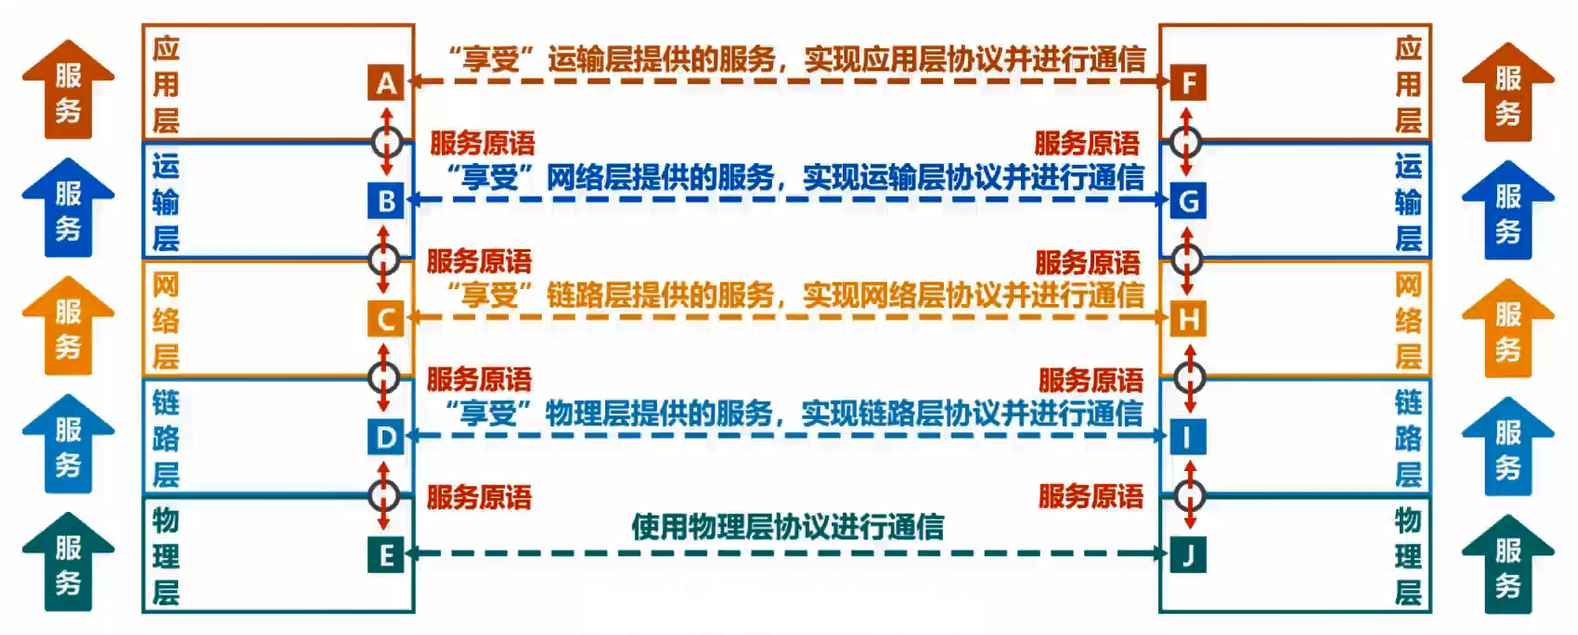 “享受”运输层提供的服务，实现应用层协议并进行通信
服务
应用层
A
F
应用层
服务
服务原语
服务原语
“享受”网络层提供的服务，实现运输层协议并进行通信
服务
运输层
B
G
运输层
服务
服务原语
服务原语
“享受”链路层提供的服务，实现网络层协议并进行通信
服务
网络层
C
H
网络层
服务
服务原语
服务原语
“享受”物理层提供的服务，实现链路层协议并进行通信
服务
链路层
D
I
链路层
服务
服务原语
服务原语
使用物理层协议进行通信
服务
物理层
E
J
物理层
服务